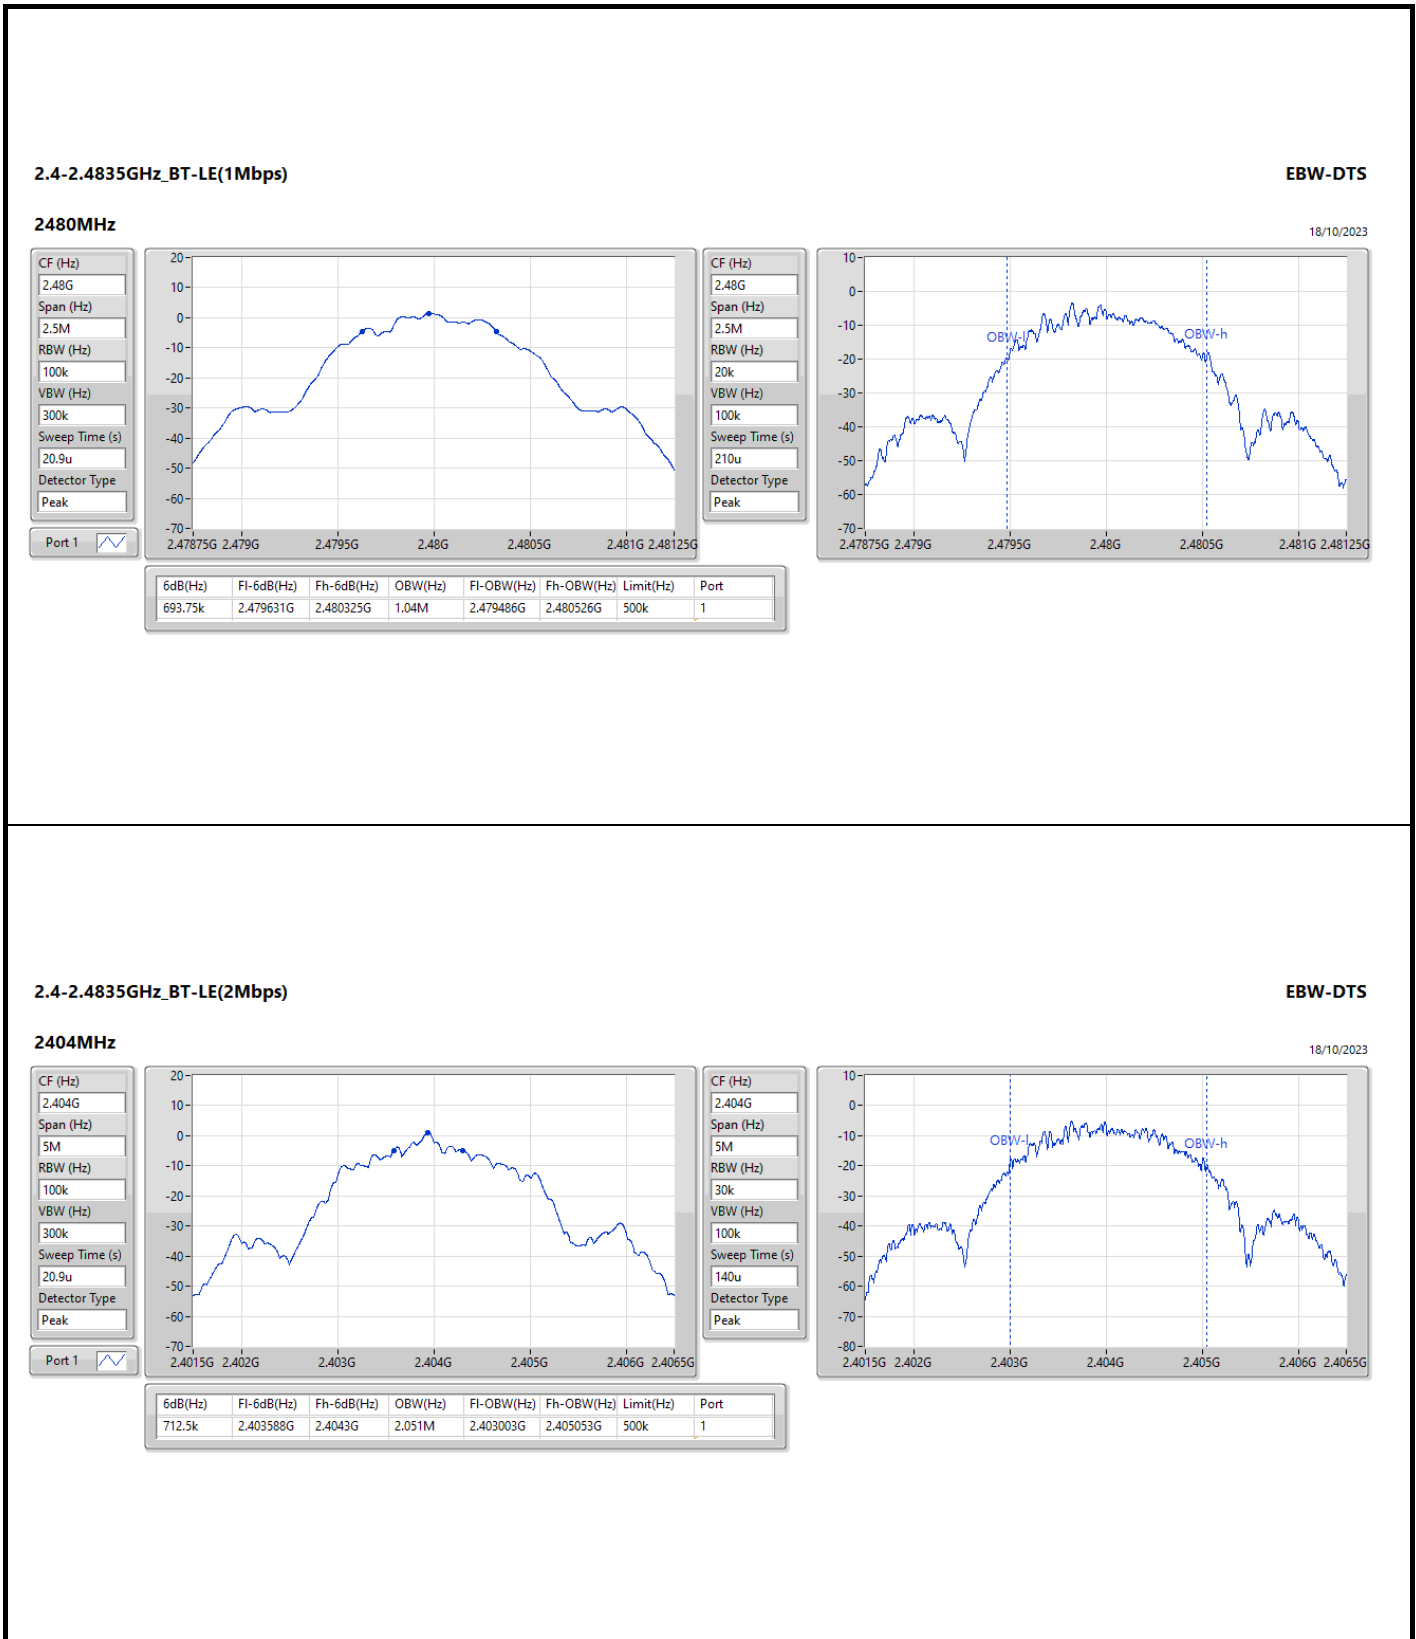 2.4-2.4835GHz_BT-LE(1Mbps) EBW-DTS
2480MHz
18/10/2023
CF (Hz)
2.48G
Span (Hz)
2.5M
RBW (Hz)
100k
VBW (Hz)
300k
Sweep Time (s)
20.9u
Detector Type
Peak
Port 1
20
10
0
-10
-20
-30
-40
-50
-60
-70
2.47875G 2.479G 2.4795G 2.48G 2.4805G 2.481G 2.48125G
CF (Hz)
2.48G
Span (Hz)
2.5M
RBW (Hz)
20k
VBW (Hz)
100k
Sweep Time (s)
210u
Detector Type
Peak
10
0
-10
-20
-30
-40
-50
-60
-70
OBW-l OBW-h
2.47875G 2.479G 2.4795G 2.48G 2.4805G 2.481G 2.48125G
6dB(Hz) Fl-6dB(Hz) Fh-6dB(Hz) OBW(Hz) Fl-OBW(Hz) Fh-OBW(Hz) Limit(Hz) Port
693.75k 2.479631G 2.480325G 1.04M 2.479486G 2.480526G 500k 1
2.4-2.4835GHz_BT-LE(2Mbps) EBW-DTS
2404MHz
18/10/2023
CF (Hz)
2.404G
Span (Hz)
5M
RBW (Hz)
100k
VBW (Hz)
300k
Sweep Time (s)
20.9u
Detector Type
Peak
Port 1
20
10
0
-10
-20
-30
-40
-50
-60
-70
2.4015G 2.402G 2.403G 2.404G 2.405G 2.406G 2.4065G
CF (Hz)
2.404G
Span (Hz)
5M
RBW (Hz)
30k
VBW (Hz)
100k
Sweep Time (s)
140u
Detector Type
Peak
10
0
-10
-20
-30
-40
-50
-60
-70
-80
OBW-l OBW-h
2.4015G 2.402G 2.403G 2.404G 2.405G 2.406G 2.4065G
6dB(Hz) Fl-6dB(Hz) Fh-6dB(Hz) OBW(Hz) Fl-OBW(Hz) Fh-OBW(Hz) Limit(Hz) Port
712.5k 2.403588G 2.4043G 2.051M 2.403003G 2.405053G 500k 1